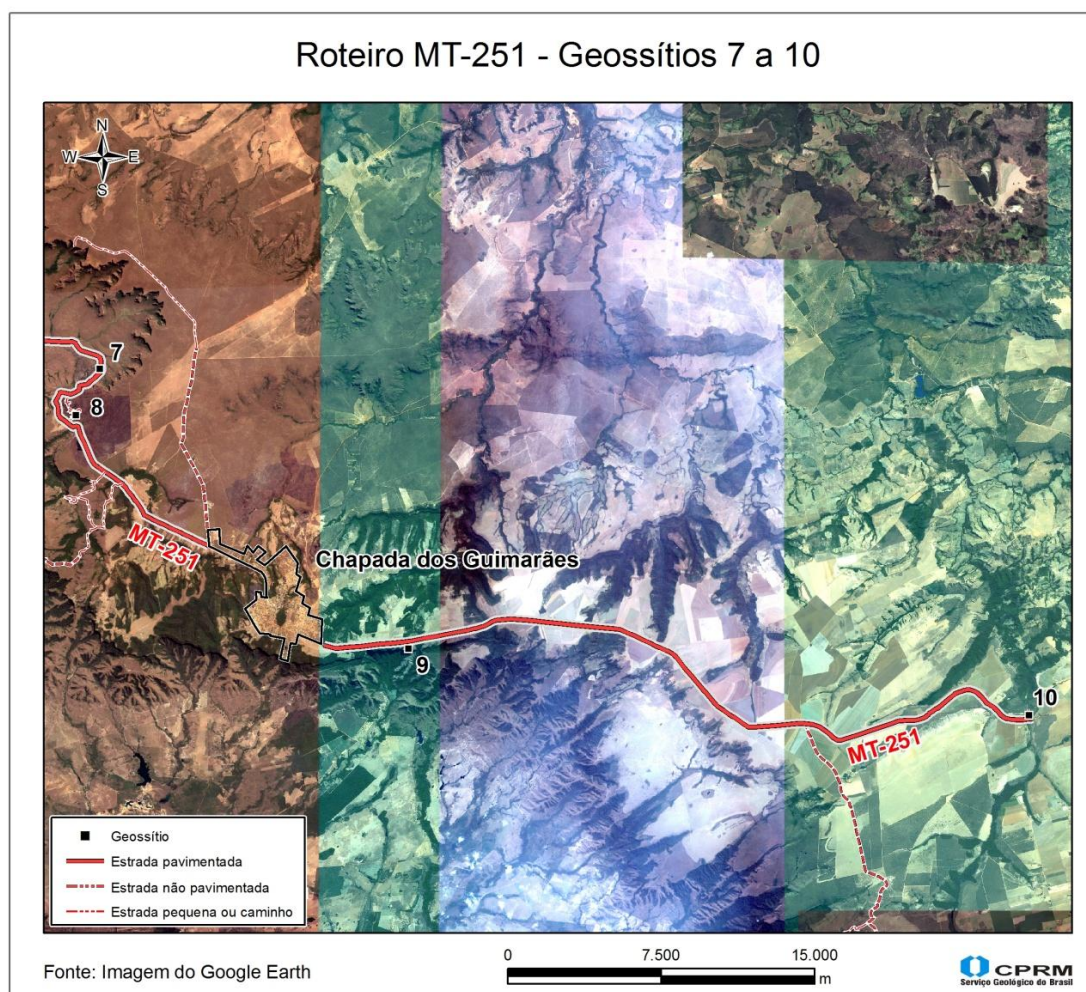 Roteiro MT-251 - Geossítios 7 a 10
N
W E
S
7
8
MT-251
Chapada dos Guimarães
9
10
MT-251
Geossítio
Estrada pavimentada
Estrada não pavimentada
Estrada pequena ou caminho
Fonte: Imagem do Google Earth
0 7.500 15.000
m
CPRM
Serviço Geológico do Brasil